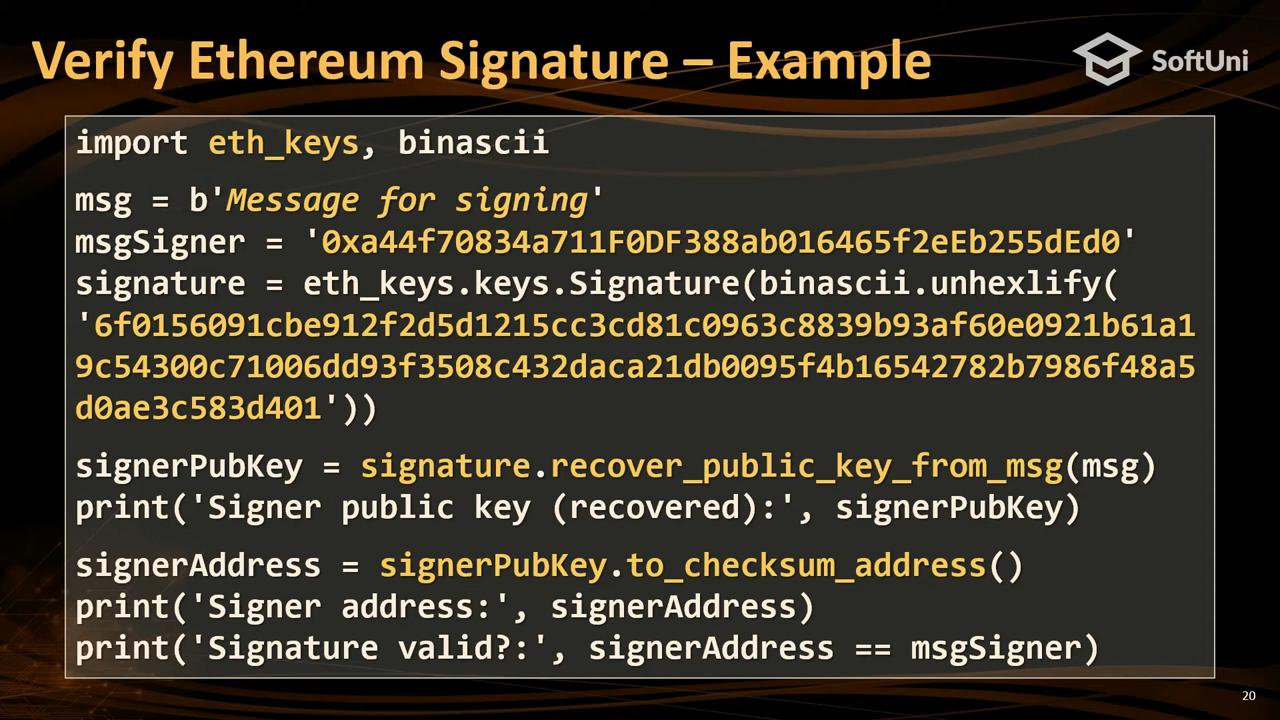 Verify Ethereum Signature – Example
SoftUni
import eth_keys, binascii
msg = b'Message for signing'
msgSigner = '0xa44f70834a711F0DF388ab016465f2eEb255dEd0'
signature = eth_keys.keys.Signature(binascii.unhexlify(
'6f0156091cbe912f2d5d1215cc3cd81c0963c8839b93af60e0921b61a1
9c54300c71006dd93f3508c432daca21db0095f4b16542782b7986f48a5
d0ae3c583d401'))
signerPubKey = signature.recover_public_key_from_msg(msg)
print('Signer public key (recovered):', signerPubKey)
signerAddress = signerPubKey.to_checksum_address()
print('Signer address:', signerAddress)
print('Signature valid?:', signerAddress == msgSigner)
20